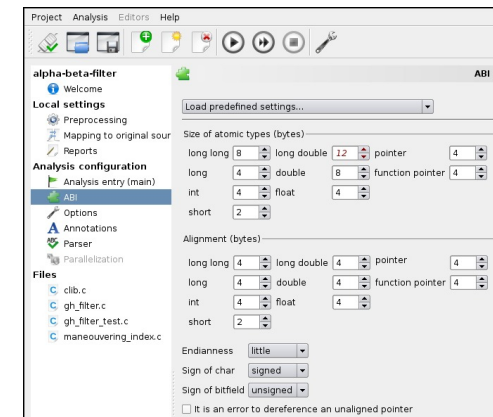 Project Analysis Editors Help
alpha-beta-filter
Welcome
Local settings
Preprocessing
Mapping to original sour
Reports
Analysis configuration
Analysis entry (main)
ABI
Options
Annotations
Parser
Parallelization
Files
clib.c
gh_filter.c
gh_filter_test.c
maneouvering_index.c
ABI
Load predefined settings...
Size of atomic types (bytes)
long long 8 long double 12 pointer 4
long 4 double 8 function pointer 4
int 4 float 4
short 2
Alignment (bytes)
long long 4 long double 4 pointer 4
long 4 double 4 function pointer 4
int 4 float 4
short 2
Endianness little
Sign of char signed
Sign of bitfield unsigned
It is an error to dereference an unaligned pointer